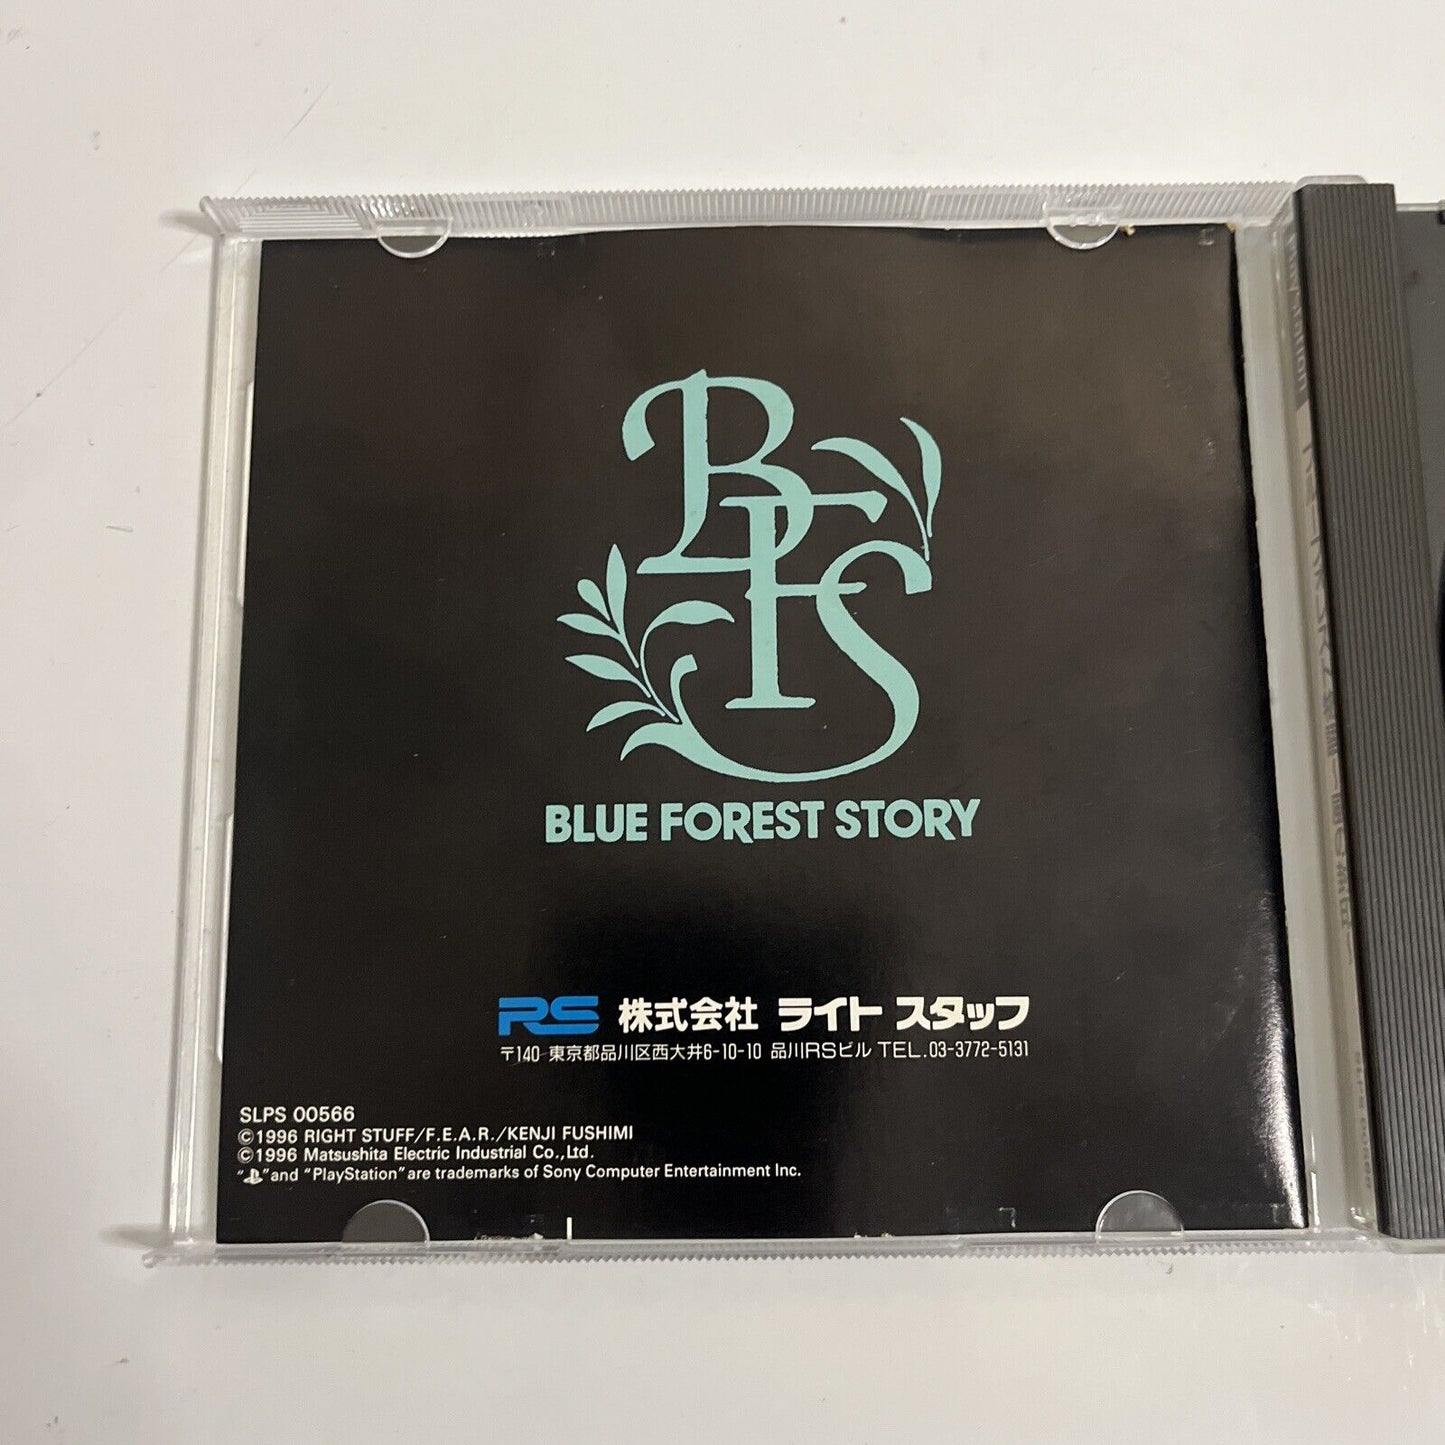 BFS
BLUE FOREST STORY
RS 株式会社 ライト スタッフ
〒140 東京都品川区西大井6-10-10 品川RSビル TEL.03-3772-5131
SLPS 00566
©1996 RIGHT STUFF/F.E.A.R./KENJI FUSHIMI
©1996 Matsushita Electric Industrial Co.,Ltd.
“PS”and “PlayStation”are trademarks of Sony Computer Entertainment Inc.